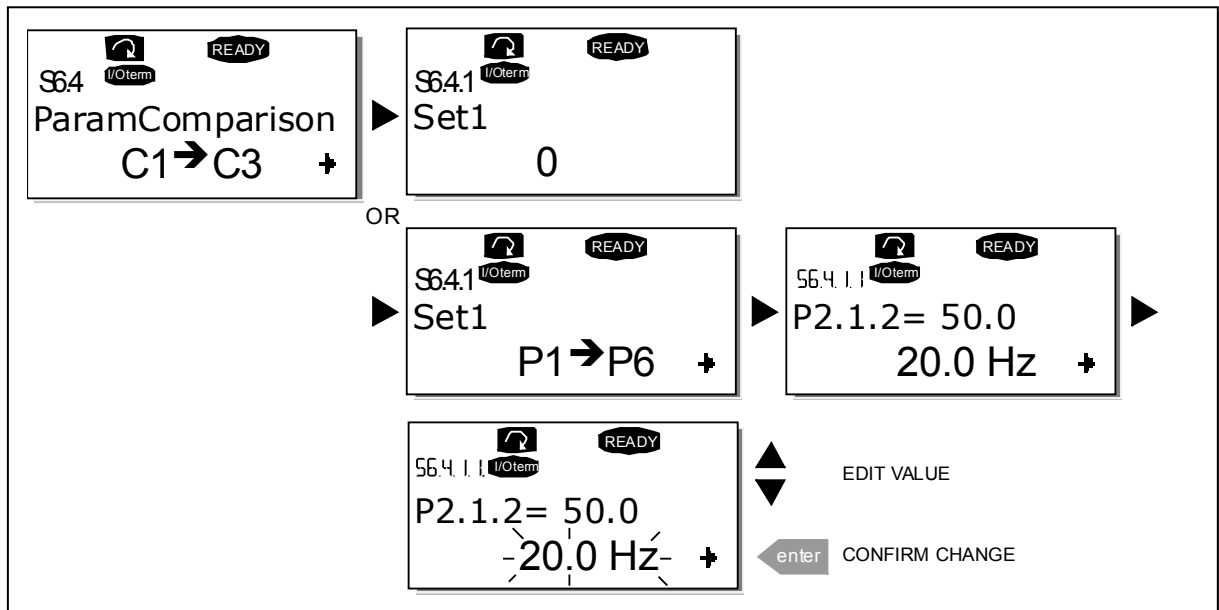 READY
S6.4 I/Oterm
ParamComparison
C1➔C3
READY
S6.4.1 I/Oterm
Set1
0
OR
READY
S6.4.1 I/Oterm
Set1
P1➔P6
READY
S6.4.1.1 I/Oterm
P2.1.2= 50.0
20.0 Hz
READY
S6.4.1.1. I/Oterm
P2.1.2= 50.0
20.0 Hz
EDIT VALUE
enter CONFIRM CHANGE